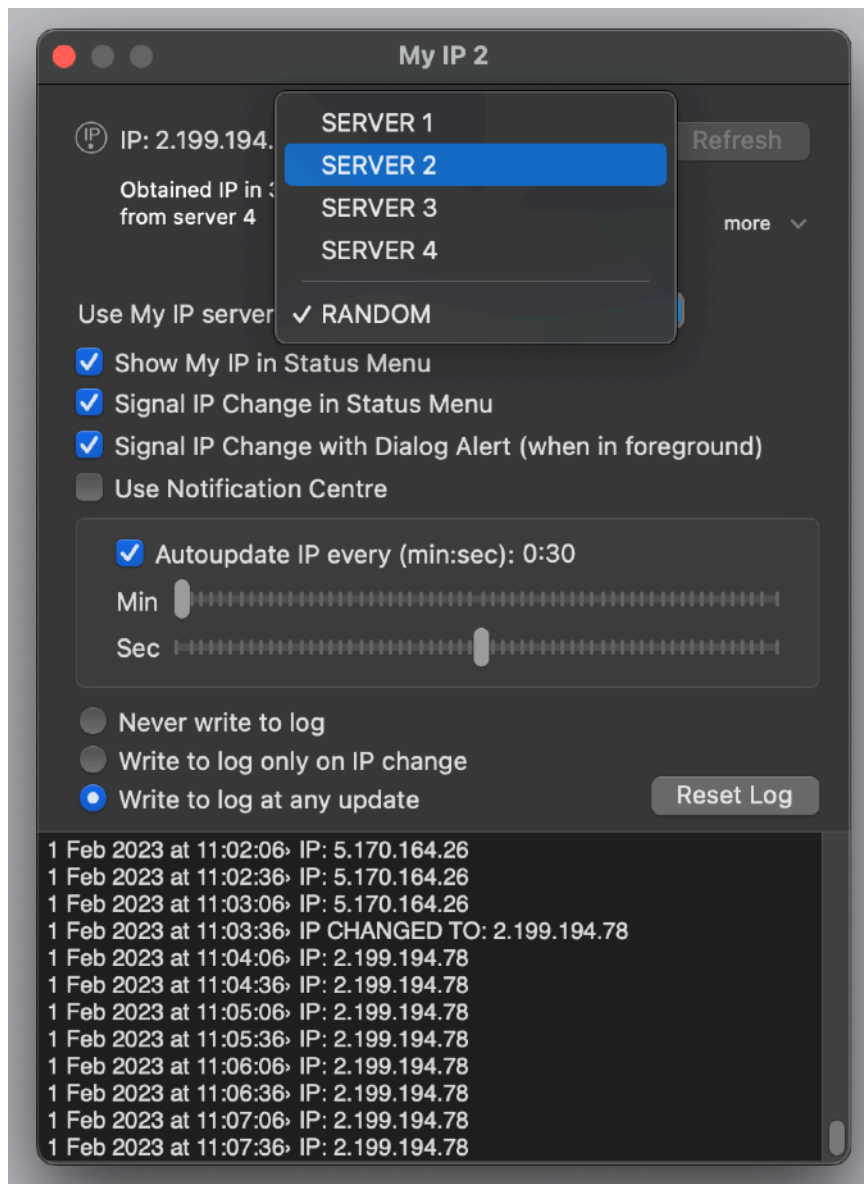 My IP 2
IP: 2.199.194.
Refresh
Obtained IP in
from server 4
more
SERVER 1
SERVER 2
SERVER 3
SERVER 4
✓ RANDOM
Use My IP server
Show My IP in Status Menu
Signal IP Change in Status Menu
Signal IP Change with Dialog Alert (when in foreground)
Use Notification Centre
Autoupdate IP every (min:sec): 0:30
Min
Sec
Never write to log
Write to log only on IP change
Write to log at any update
Reset Log
1 Feb 2023 at 11:02:06› IP: 5.170.164.26
1 Feb 2023 at 11:02:36› IP: 5.170.164.26
1 Feb 2023 at 11:03:06› IP: 5.170.164.26
1 Feb 2023 at 11:03:36› IP CHANGED TO: 2.199.194.78
1 Feb 2023 at 11:04:06› IP: 2.199.194.78
1 Feb 2023 at 11:04:36› IP: 2.199.194.78
1 Feb 2023 at 11:05:06› IP: 2.199.194.78
1 Feb 2023 at 11:05:36› IP: 2.199.194.78
1 Feb 2023 at 11:06:06› IP: 2.199.194.78
1 Feb 2023 at 11:06:36› IP: 2.199.194.78
1 Feb 2023 at 11:07:06› IP: 2.199.194.78
1 Feb 2023 at 11:07:36› IP: 2.199.194.78